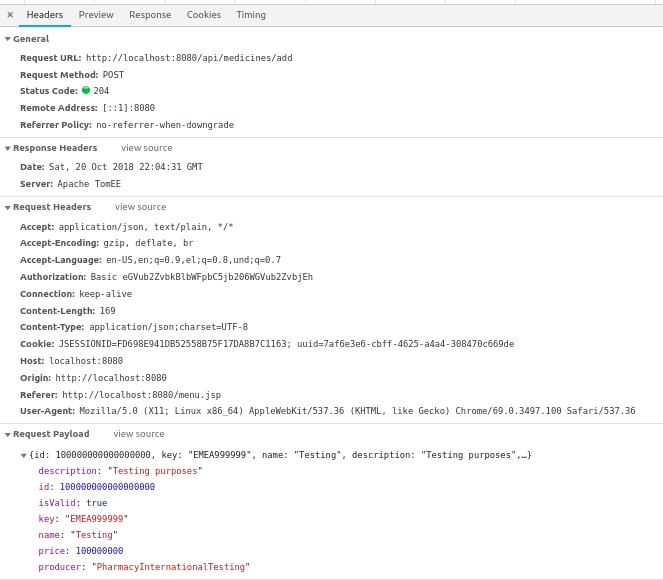 × Headers Preview Response Cookies Timing
▼ General
Request URL: http://localhost:8080/api/medicines/add
Request Method: POST
Status Code: 204
Remote Address: [::1]:8080
Referrer Policy: no-referrer-when-downgrade
▼ Response Headers view source
Date: Sat, 20 Oct 2018 22:04:31 GMT
Server: Apache TomEE
▼ Request Headers view source
Accept: application/json, text/plain, */*
Accept-Encoding: gzip, deflate, br
Accept-Language: en-US,en;q=0.9,el;q=0.8,und;q=0.7
Authorization: Basic eGVub2ZvbkBlbWFpbC5jb206WGVub2ZvbjEh
Connection: keep-alive
Content-Length: 169
Content-Type: application/json;charset=UTF-8
Cookie: JSESSIONID=FD698E941DB52558B75F17DA8B7C1163; uuid=7af6e3e6-cbff-4625-a4a4-308470c669de
Host: localhost:8080
Origin: http://localhost:8080
Referer: http://localhost:8080/menu.jsp
User-Agent: Mozilla/5.0 (X11; Linux x86_64) AppleWebKit/537.36 (KHTML, like Gecko) Chrome/69.0.3497.100 Safari/537.36
▼ Request Payload view source
▼ {id: 100000000000000000, key: "EMEA999999", name: "Testing", description: "Testing purposes",…}
description: "Testing purposes"
id: 100000000000000000
isValid: true
key: "EMEA999999"
name: "Testing"
price: 100000000
producer: "PharmacyInternationalTesting"